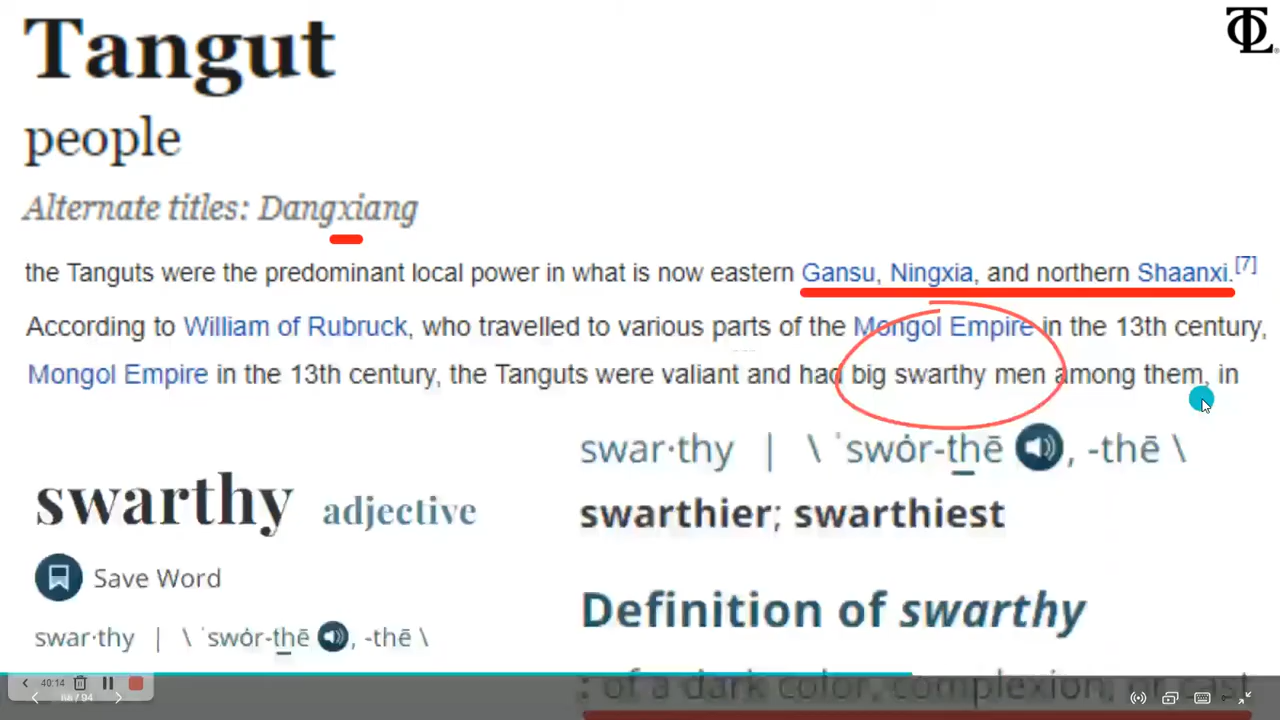 Tangut
people
Alternate titles: Dangxiang
the Tanguts were the predominant local power in what is now eastern Gansu, Ningxia, and northern Shaanxi.[7]
According to William of Rubruck, who travelled to various parts of the Mongol Empire in the 13th century,
Mongol Empire in the 13th century, the Tanguts were valiant and had big swarthy men among them, in
swar·thy | \ ˈswȯr-t͟hē , -thē \
swarthier; swarthiest
swarthy adjective
Save Word
swar·thy | \ ˈswȯr-t͟hē , -thē \
Definition of swarthy
: of a dark color, complexion, or cast
40:14
66 / 94